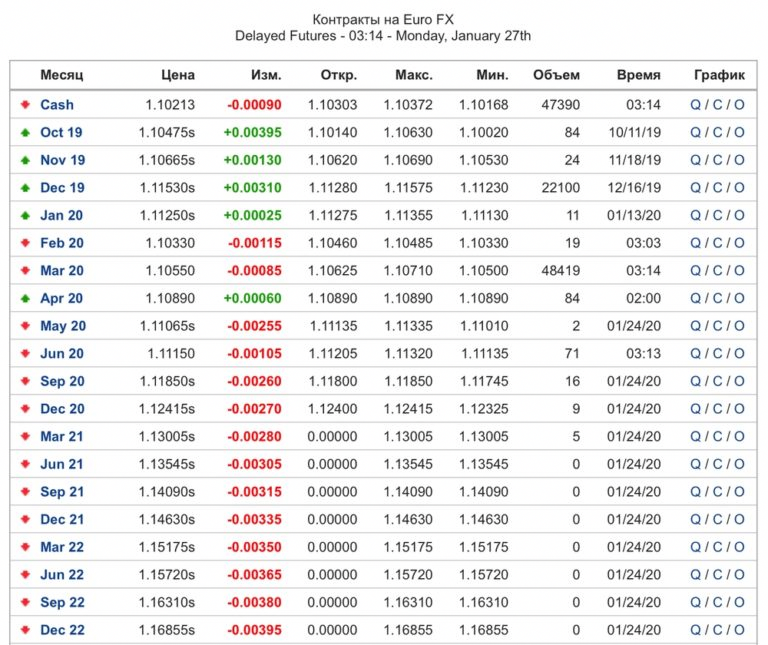 Контракты на Euro FX
Delayed Futures - 03:14 - Monday, January 27th
Месяц Цена Изм. Откр. Макс. Мин. Объем Время График
Cash 1.10213 -0.00090 1.10303 1.10372 1.10168 47390 03:14 Q / C / O
Oct 19 1.10475s +0.00395 1.10140 1.10630 1.10020 84 10/11/19 Q / C / O
Nov 19 1.10665s +0.00130 1.10620 1.10690 1.10530 24 11/18/19 Q / C / O
Dec 19 1.11530s +0.00310 1.11280 1.11575 1.11230 22100 12/16/19 Q / C / O
Jan 20 1.11250s +0.00025 1.11275 1.11355 1.11130 11 01/13/20 Q / C / O
Feb 20 1.10330 -0.00115 1.10460 1.10485 1.10330 19 03:03 Q / C / O
Mar 20 1.10550 -0.00085 1.10625 1.10710 1.10500 48419 03:14 Q / C / O
Apr 20 1.10890 +0.00060 1.10890 1.10890 1.10890 84 02:00 Q / C / O
May 20 1.11065s -0.00255 1.11135 1.11335 1.11010 2 01/24/20 Q / C / O
Jun 20 1.11150 -0.00105 1.11205 1.11320 1.11135 71 03:13 Q / C / O
Sep 20 1.11850s -0.00260 1.11800 1.11850 1.11745 16 01/24/20 Q / C / O
Dec 20 1.12415s -0.00270 1.12400 1.12415 1.12325 9 01/24/20 Q / C / O
Mar 21 1.13005s -0.00280 0.00000 1.13005 1.13005 5 01/24/20 Q / C / O
Jun 21 1.13545s -0.00305 0.00000 1.13545 1.13545 0 01/24/20 Q / C / O
Sep 21 1.14090s -0.00315 0.00000 1.14090 1.14090 0 01/24/20 Q / C / O
Dec 21 1.14630s -0.00335 0.00000 1.14630 1.14630 0 01/24/20 Q / C / O
Mar 22 1.15175s -0.00350 0.00000 1.15175 1.15175 0 01/24/20 Q / C / O
Jun 22 1.15720s -0.00365 0.00000 1.15720 1.15720 0 01/24/20 Q / C / O
Sep 22 1.16310s -0.00380 0.00000 1.16310 1.16310 0 01/24/20 Q / C / O
Dec 22 1.16855s -0.00395 0.00000 1.16855 1.16855 0 01/24/20 Q / C / O